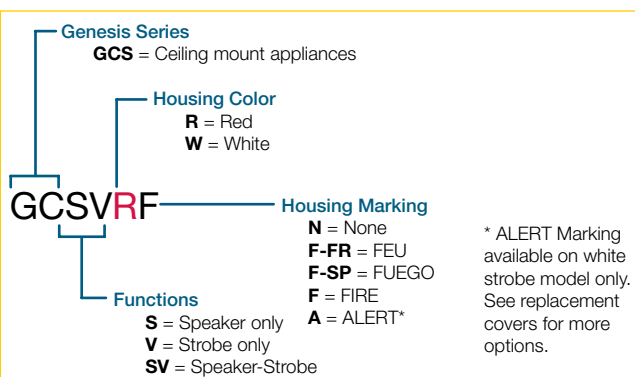 Genesis Series
GCS = Ceiling mount appliances
Housing Color
R = Red
W = White
GCSVRF
Housing Marking
N = None
F-FR = FEU
F-SP = FUEGO
F = FIRE
A = ALERT*
* ALERT Marking
available on white
strobe model only.
See replacement
covers for more
options.
Functions
S = Speaker only
V = Strobe only
SV = Speaker-Strobe